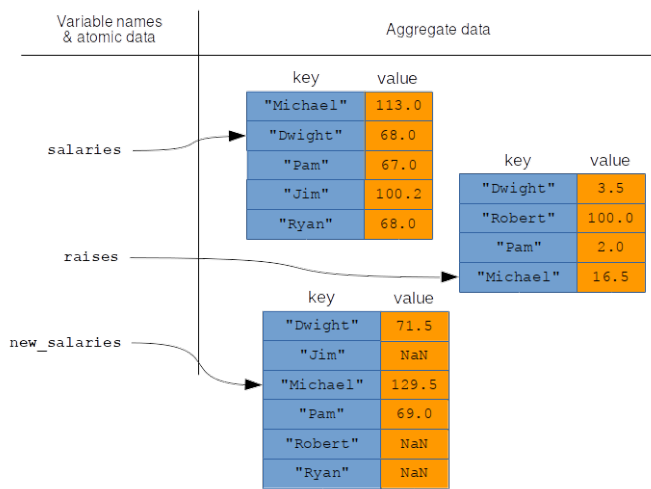 Variable names
& atomic data
Aggregate data
key value
"Michael" 113.0
"Dwight" 68.0
"Pam" 67.0
"Jim" 100.2
"Ryan" 68.0
salaries
key value
"Dwight" 3.5
"Robert" 100.0
"Pam" 2.0
"Michael" 16.5
raises
key value
"Dwight" 71.5
"Jim" NaN
"Michael" 129.5
"Pam" 69.0
"Robert" NaN
"Ryan" NaN
new_salaries